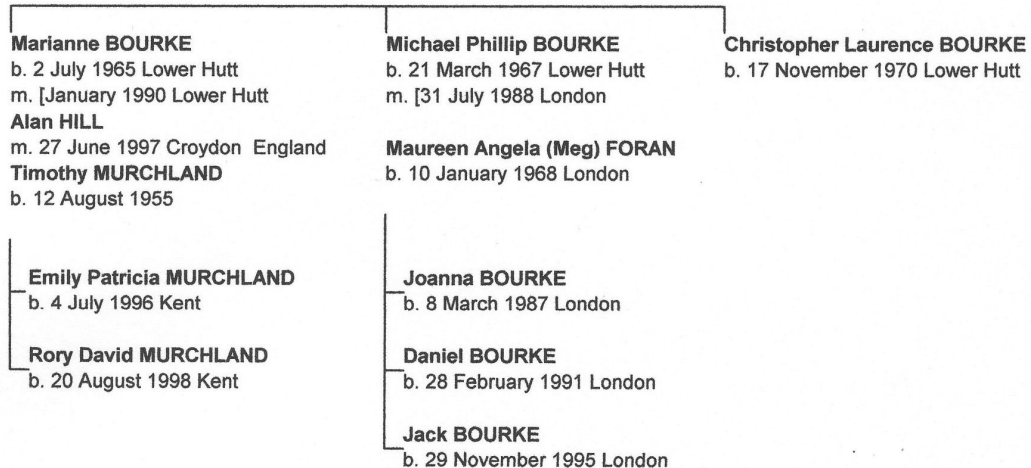 Marianne BOURKE
b. 2 July 1965 Lower Hutt
m. [January 1990 Lower Hutt
Alan HILL
m. 27 June 1997 Croydon England
Timothy MURCHLAND
b. 12 August 1955
Emily Patricia MURCHLAND
b. 4 July 1996 Kent
Rory David MURCHLAND
b. 20 August 1998 Kent
Michael Phillip BOURKE
b. 21 March 1967 Lower Hutt
m. [31 July 1988 London
Maureen Angela (Meg) FORAN
b. 10 January 1968 London
Joanna BOURKE
b. 8 March 1987 London
Daniel BOURKE
b. 28 February 1991 London
Jack BOURKE
b. 29 November 1995 London
Christopher Laurence BOURKE
b. 17 November 1970 Lower Hutt